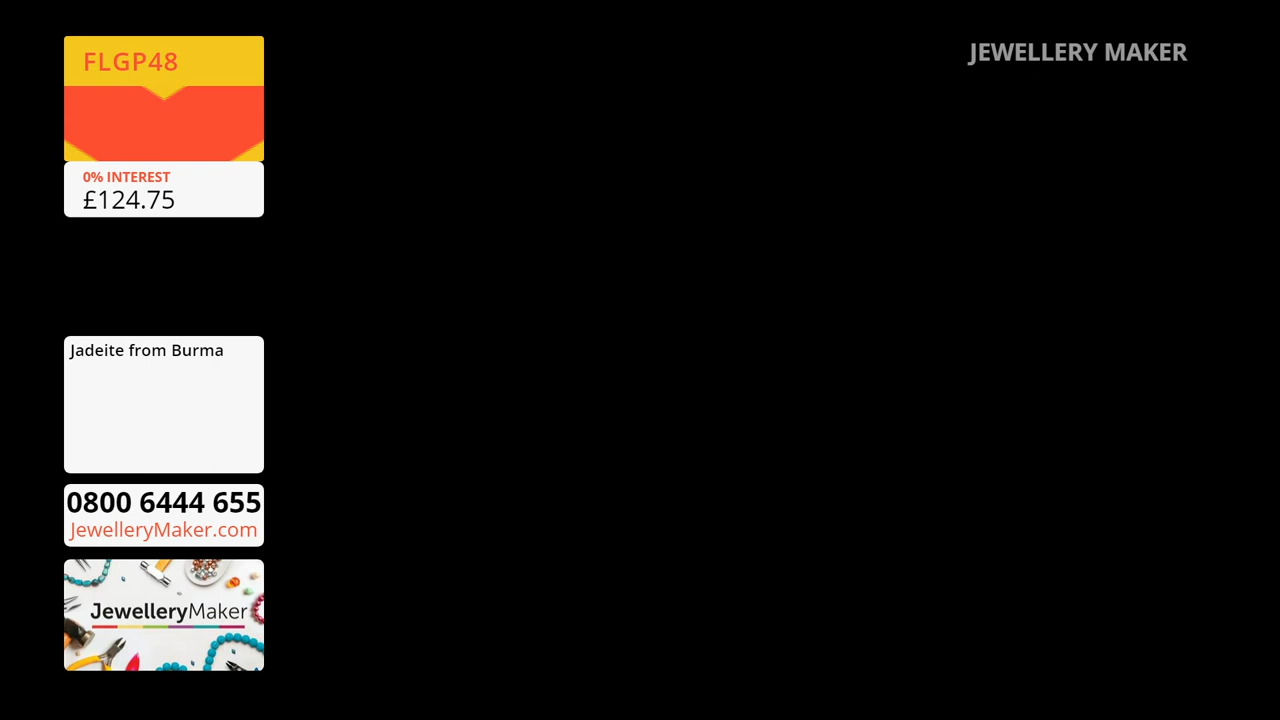 FLGP48
JEWELLERY MAKER
0% INTEREST
£124.75
Jadeite from Burma
0800 6444 655
JewelleryMaker.com
JewelleryMaker